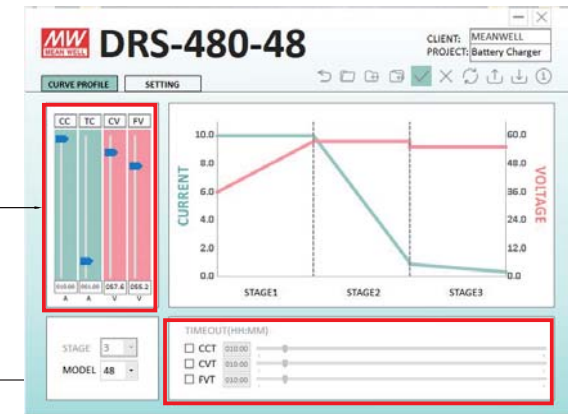 MW
MEAN WELL
DRS-480-48
CLIENT: MEANWELL
PROJECT: Battery Charger
CURVE PROFILE
SETTING
CC TC CV FV
010.00 001.00 057.6 055.2
A A V V
CURRENT
10.0
8.0
6.0
4.0
2.0
0.0
60.0
48.0
36.0
24.0
12.0
0.0
VOLTAGE
STAGE1 STAGE2 STAGE3
STAGE 3
MODEL 48
TIMEOUT(HH:MM)
CCT 010:00
CVT 010:00
FVT 010:00